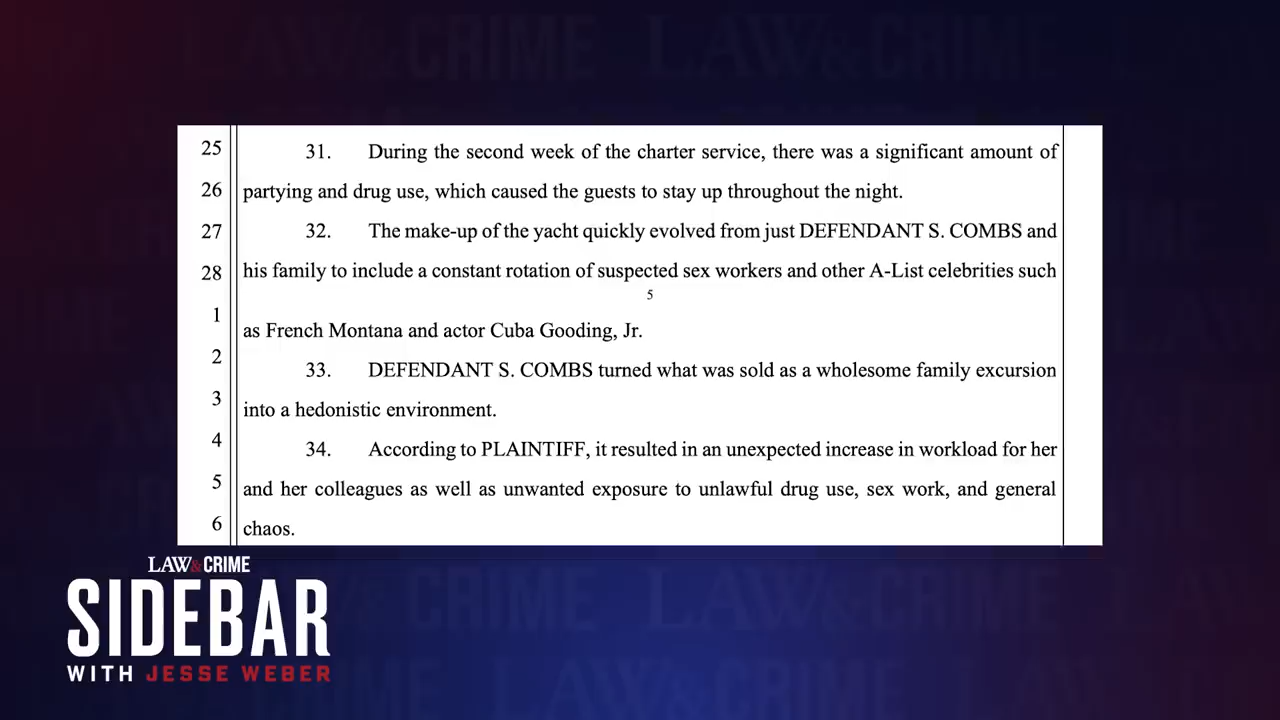 25 31. During the second week of the charter service, there was a significant amount of
26 partying and drug use, which caused the guests to stay up throughout the night.
27 32. The make-up of the yacht quickly evolved from just DEFENDANT S. COMBS and
28 his family to include a constant rotation of suspected sex workers and other A-List celebrities such
5
1 as French Montana and actor Cuba Gooding, Jr.
2 33. DEFENDANT S. COMBS turned what was sold as a wholesome family excursion
3 into a hedonistic environment.
4 34. According to PLAINTIFF, it resulted in an unexpected increase in workload for her
5 and her colleagues as well as unwanted exposure to unlawful drug use, sex work, and general
6 chaos.
LAW&CRIME
SIDEBAR
WITH JESSE WEBER